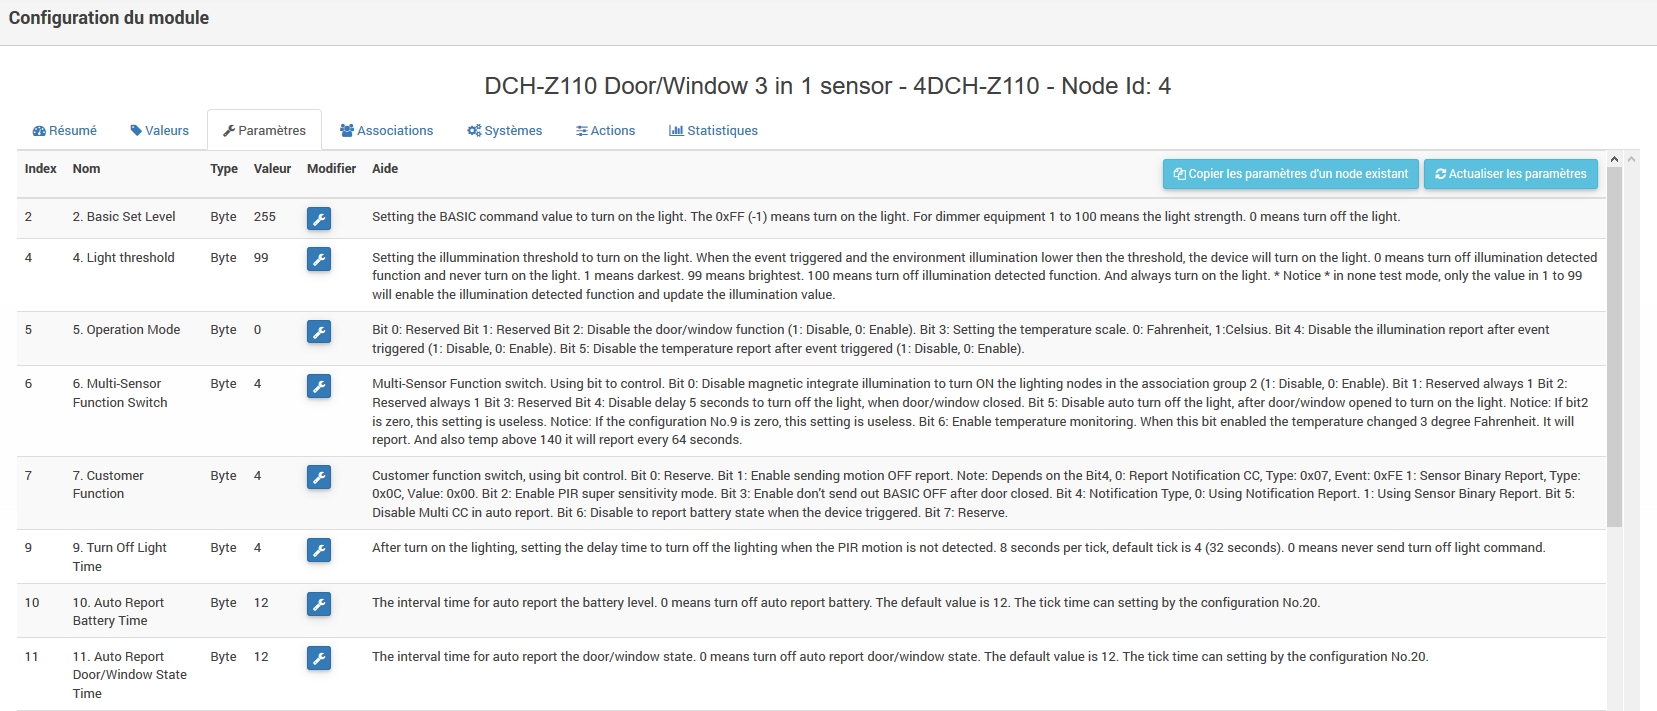 Configuration du module
DCH-Z110 Door/Window 3 in 1 sensor - 4DCH-Z110 - Node Id: 4
Résumé Valeurs Paramètres Associations Systèmes Actions Statistiques
Index Nom Type Valeur Modifier Aide Copier les paramètres d'un node existant Actualiser les paramètres
2 2. Basic Set Level Byte 255 Setting the BASIC command value to turn on the light. The 0xFF (-1) means turn on the light. For dimmer equipment 1 to 100 means the light strength. 0 means turn off the light.
4 4. Light threshold Byte 99 Setting the illummination threshold to turn on the light. When the event triggered and the environment illumination lower then the threshold, the device will turn on the light. 0 means turn off illumination detected
function and never turn on the light. 1 means darkest. 99 means brightest. 100 means turn off illumination detected function. And always turn on the light. * Notice * in none test mode, only the value in 1 to 99
will enable the illumination detected function and update the illumination value.
5 5. Operation Mode Byte 0 Bit 0: Reserved Bit 1: Reserved Bit 2: Disable the door/window function (1: Disable, 0: Enable). Bit 3: Setting the temperature scale. 0: Fahrenheit, 1:Celsius. Bit 4: Disable the illumination report after event
triggered (1: Disable, 0: Enable). Bit 5: Disable the temperature report after event triggered (1: Disable, 0: Enable).
6 6. Multi-Sensor Byte 4 Multi-Sensor Function switch. Using bit to control. Bit 0: Disable magnetic integrate illumination to turn ON the lighting nodes in the association group 2 (1: Disable, 0: Enable). Bit 1: Reserved always 1 Bit 2:
Function Switch Reserved always 1 Bit 3: Reserved Bit 4: Disable delay 5 seconds to turn off the light, when door/window closed. Bit 5: Disable auto turn off the light, after door/window opened to turn on the light. Notice: If bit2
is zero, this setting is useless. Notice: If the configuration No.9 is zero, this setting is useless. Bit 6: Enable temperature monitoring. When this bit enabled the temperature changed 3 degree Fahrenheit. It will
report. And also temp above 140 it will report every 64 seconds.
7 7. Customer Byte 4 Customer function switch, using bit control. Bit 0: Reserve. Bit 1: Enable sending motion OFF report. Note: Depends on the Bit4, 0: Report Notification CC, Type: 0x07, Event: 0xFE 1: Sensor Binary Report, Type:
Function 0x0C, Value: 0x00. Bit 2: Enable PIR super sensitivity mode. Bit 3: Enable don't send out BASIC OFF after door closed. Bit 4: Notification Type, 0: Using Notification Report. 1: Using Sensor Binary Report. Bit 5:
Disable Multi CC in auto report. Bit 6: Disable to report battery state when the device triggered. Bit 7: Reserve.
9 9. Turn Off Light Byte 4 After turn on the lighting, setting the delay time to turn off the lighting when the PIR motion is not detected. 8 seconds per tick, default tick is 4 (32 seconds). 0 means never send turn off light command.
Time
10 10. Auto Report Byte 12 The interval time for auto report the battery level. 0 means turn off auto report battery. The default value is 12. The tick time can setting by the configuration No.20.
Battery Time
11 11. Auto Report Byte 12 The interval time for auto report the door/window state. 0 means turn off auto report door/window state. The default value is 12. The tick time can setting by the configuration No.20.
Door/Window State
Time